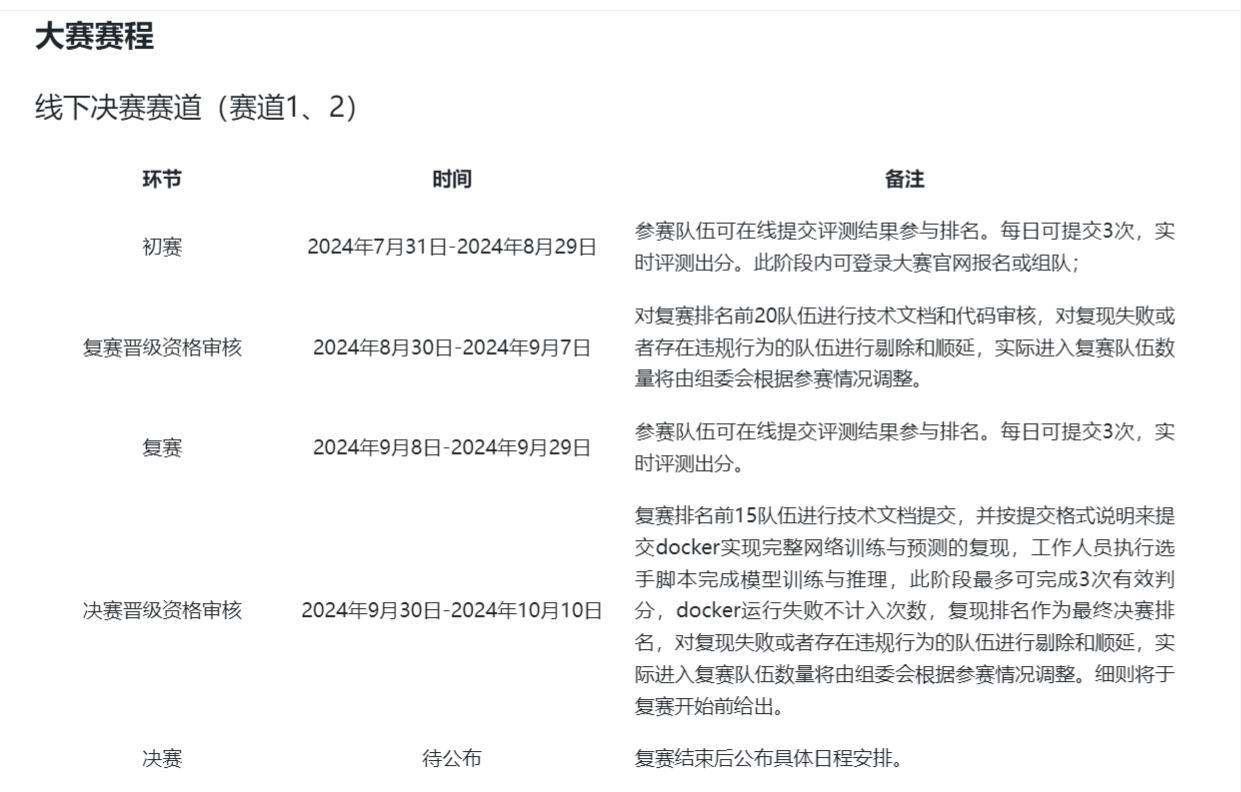 大赛赛程
线下决赛赛道（赛道1、2）
环节 时间 备注
初赛 2024年7月31日-2024年8月29日 参赛队伍可在线提交评测结果参与排名。每日可提交3次，实
时评测出分。此阶段内可登录大赛官网报名或组队；
复赛晋级资格审核 2024年8月30日-2024年9月7日 对复赛排名前20队伍进行技术文档和代码审核，对复现失败或
者存在违规行为的队伍进行剔除和顺延，实际进入复赛队伍数
量将由组委会根据参赛情况调整。
复赛 2024年9月8日-2024年9月29日 参赛队伍可在线提交评测结果参与排名。每日可提交3次，实
时评测出分。
决赛晋级资格审核 2024年9月30日-2024年10月10日 复赛排名前15队伍进行技术文档提交，并按提交格式说明来提
交docker实现完整网络训练与预测的复现，工作人员执行选
手脚本完成模型训练与推理，此阶段最多可完成3次有效判
分，docker运行失败不计入次数，复现排名作为最终决赛排
名，对复现失败或者存在违规行为的队伍进行剔除和顺延，实
际进入复赛队伍数量将由组委会根据参赛情况调整。细则将于
复赛开始前给出。
决赛 待公布 复赛结束后公布具体日程安排。